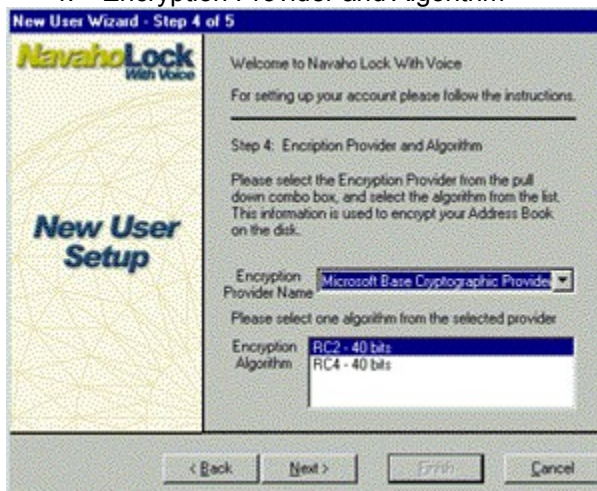 Encryption Provider and Algorithm
New User Wizard - Step 4 of 5
NavahoLock
With Voice
New User
Setup
Welcome to Navaho Lock With Voice
For setting up your account please follow the instructions.
Step 4: Encription Provider and Algorithm
Please select the Encryption Provider from the pull
down combo box, and select the algorithm from the list.
This information is used to encrypt your Address Book
on the disk.
Encryption
Provider Name
Microsoft Base Cryptographic Provider
Please select one algorithm from the selected provider
Encryption
Algorithm
RC2 - 40 bits
RC4 - 40 bits
< Back
Next >
Finish
Cancel